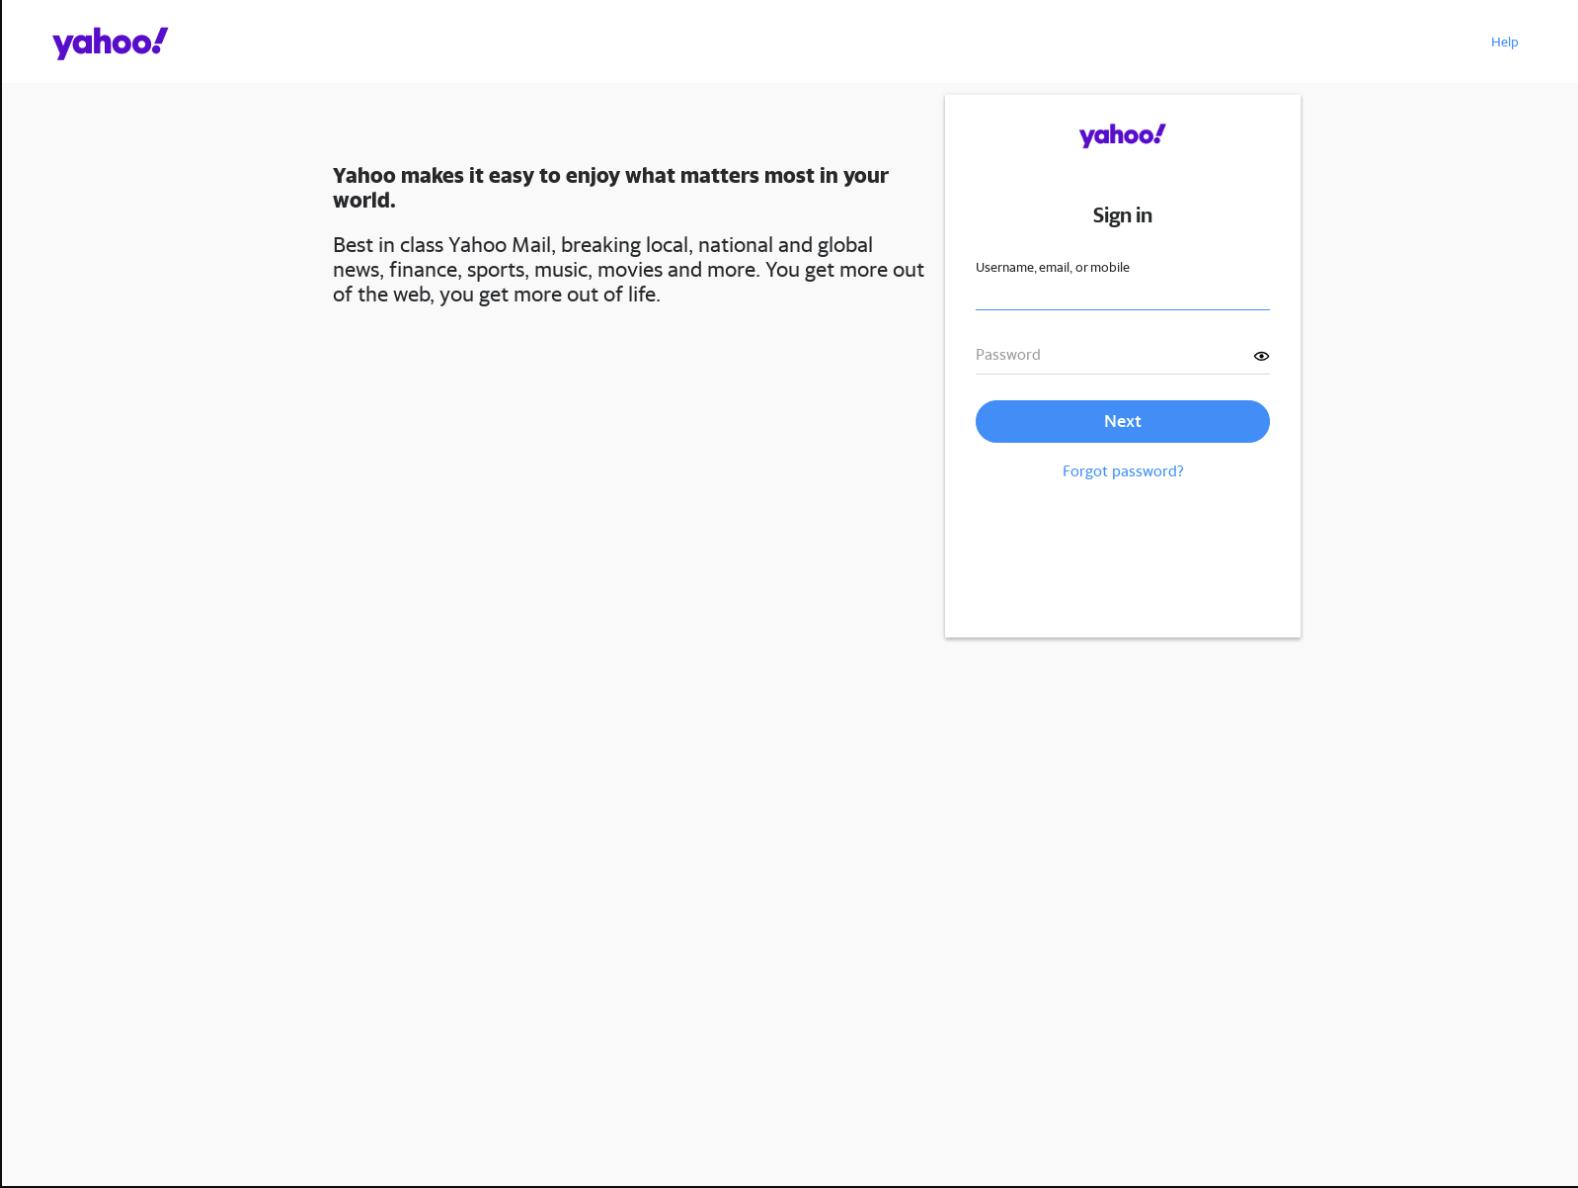 yahoo!
Help
Yahoo makes it easy to enjoy what matters most in your
world.
Best in class Yahoo Mail, breaking local, national and global
news, finance, sports, music, movies and more. You get more out
of the web, you get more out of life.
yahoo!
Sign in
Username, email, or mobile
Password
Next
Forgot password?